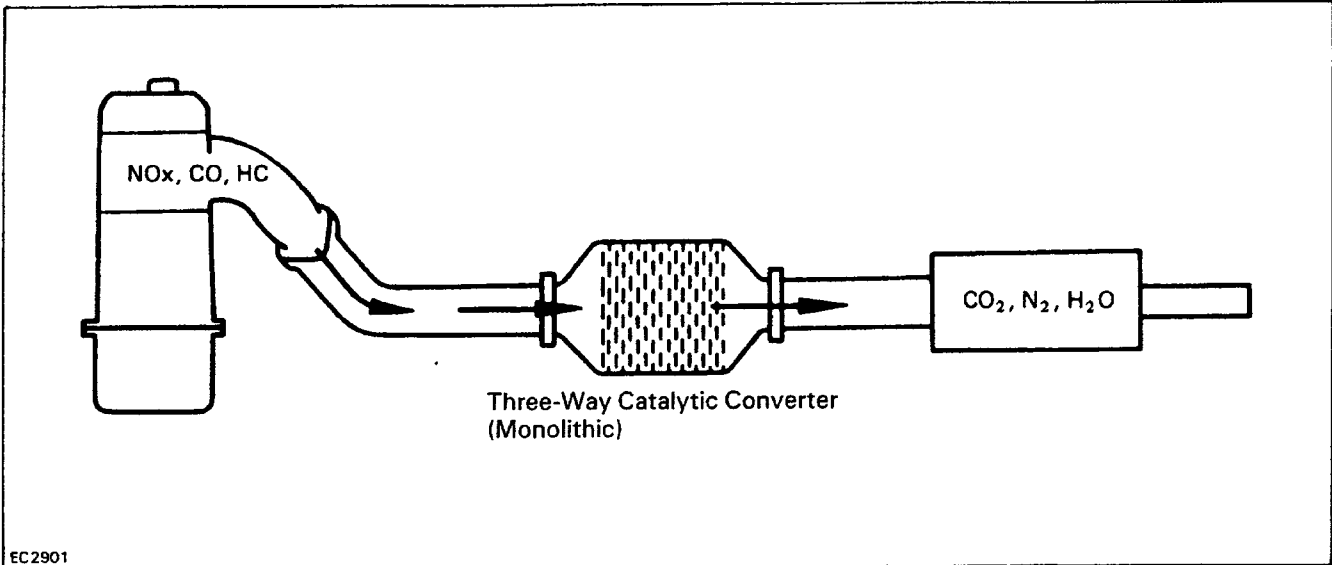 NOx, CO, HC
CO₂, N₂, H₂O
Three-Way Catalytic Converter
(Monolithic)
EC2901